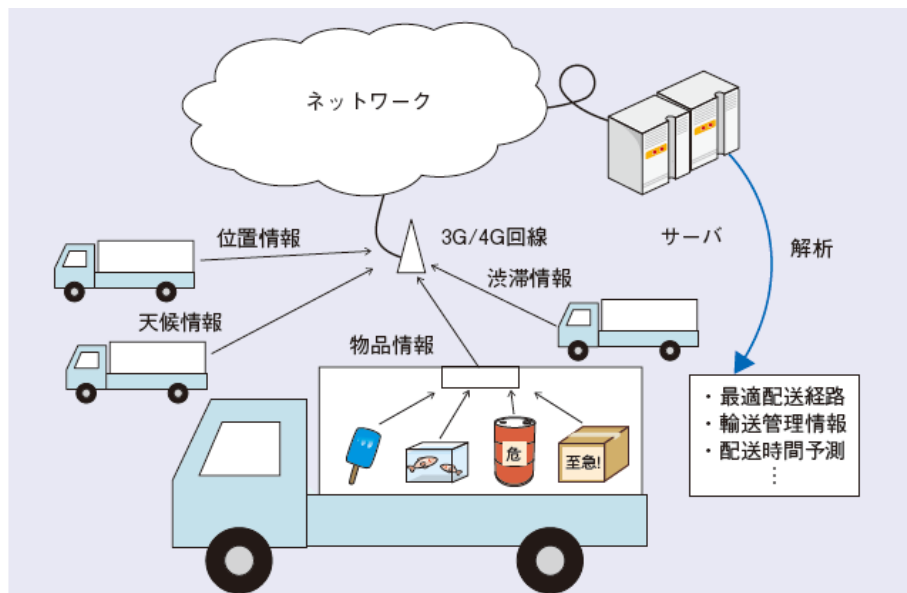 ネットワーク
3G/4G回線
サーバ
解析
位置情報
渋滞情報
天候情報
物品情報
危
至急!
・最適配送経路
・輸送管理情報
・配送時間予測
⋮